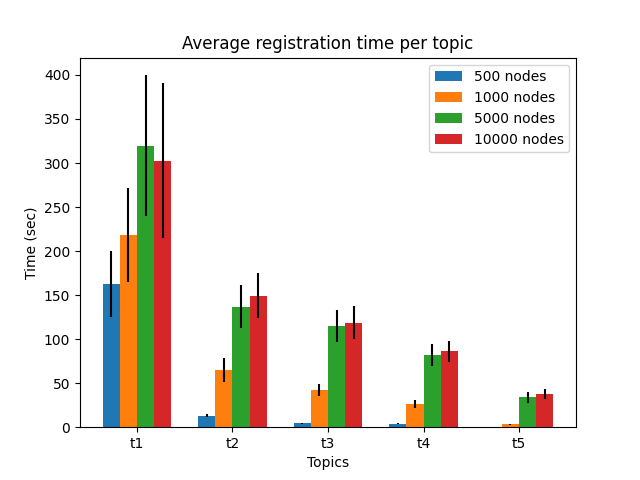 Average registration time per topic
500 nodes
1000 nodes
5000 nodes
10000 nodes
Time (sec)
400
350
300
250
200
150
100
50
0
t1 t2 t3 t4 t5
Topics